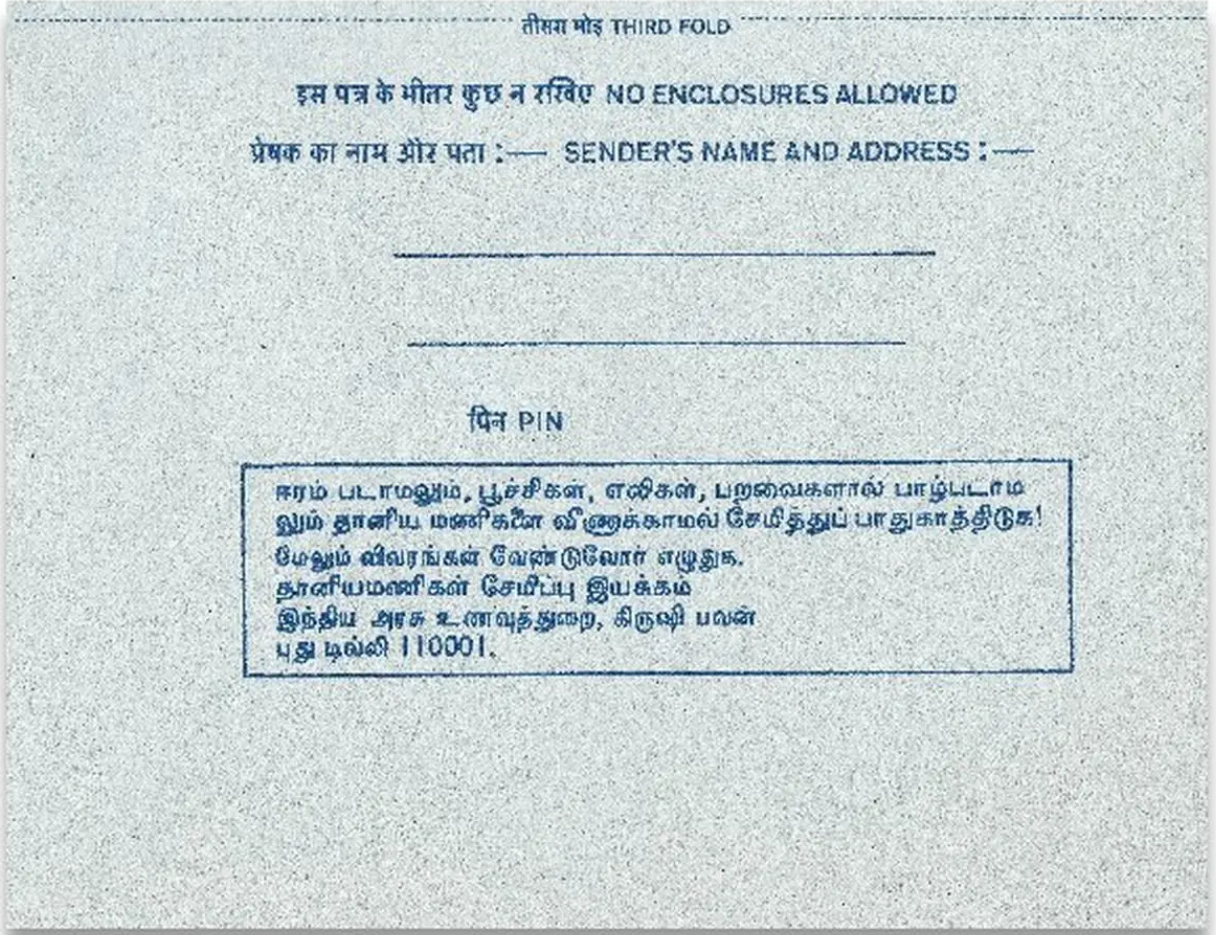 तीसरा मोड़ THIRD FOLD
इस पत्र के भीतर कुछ न रखिए NO ENCLOSURES ALLOWED
प्रेषक का नाम और पता :— SENDER'S NAME AND ADDRESS :—
पिन PIN
ஈரம் படாமலும், பூச்சிகள், எலிகள், பறவைகளால் பாழ்படாம
லும் தானிய மணிகளை வீணாக்காமல் சேமித்துப் பாதுகாத்திடுக!
மேலும் விவரங்கள் வேண்டுவோர் எழுதுக.
தானியமணிகள் சேமிப்பு இயக்கம்
இந்திய அரசு உணவுத்துறை, கிருஷி பவன்
புது டில்லி 110001.